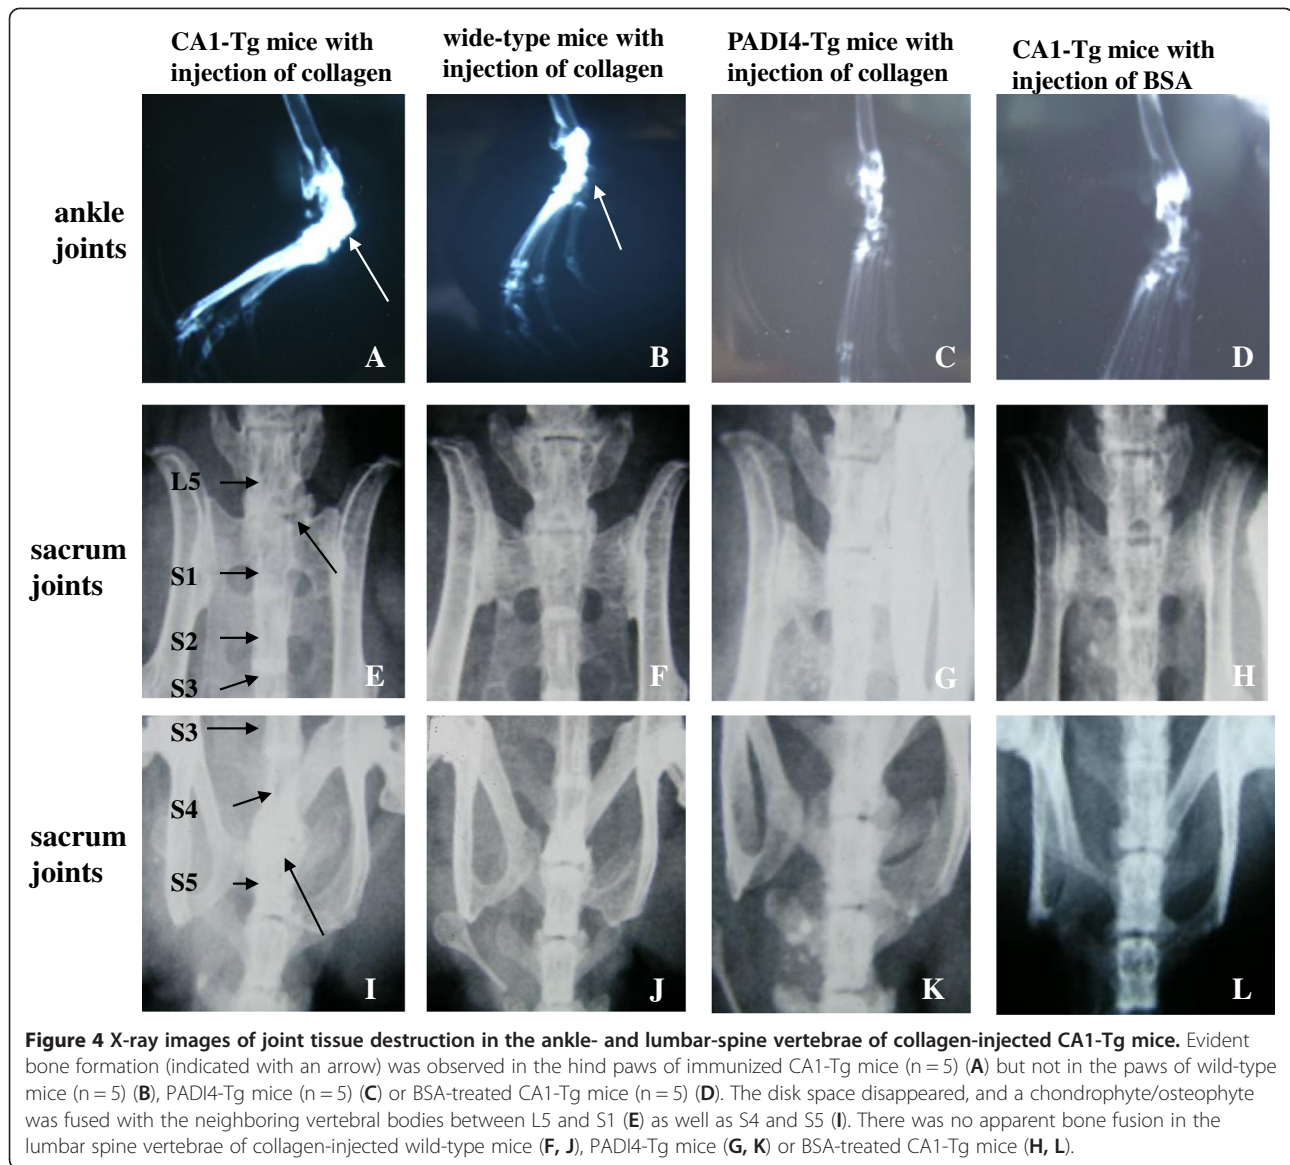 CA1-Tg mice with
injection of collagen
wide-type mice with
injection of collagen
PADI4-Tg mice with
injection of collagen
CA1-Tg mice with
injection of BSA
ankle
joints
A
B
C
D
sacrum
joints
L5
S1
S2
S3
E
F
G
H
sacrum
joints
S3
S4
S5
I
J
K
L
Figure 4 X-ray images of joint tissue destruction in the ankle- and lumbar-spine vertebrae of collagen-injected CA1-Tg mice. Evident
bone formation (indicated with an arrow) was observed in the hind paws of immunized CA1-Tg mice (n = 5) (A) but not in the paws of wild-type
mice (n = 5) (B), PADI4-Tg mice (n = 5) (C) or BSA-treated CA1-Tg mice (n = 5) (D). The disk space disappeared, and a chondrophyte/osteophyte
was fused with the neighboring vertebral bodies between L5 and S1 (E) as well as S4 and S5 (I). There was no apparent bone fusion in the
lumbar spine vertebrae of collagen-injected wild-type mice (F, J), PADI4-Tg mice (G, K) or BSA-treated CA1-Tg mice (H, L).